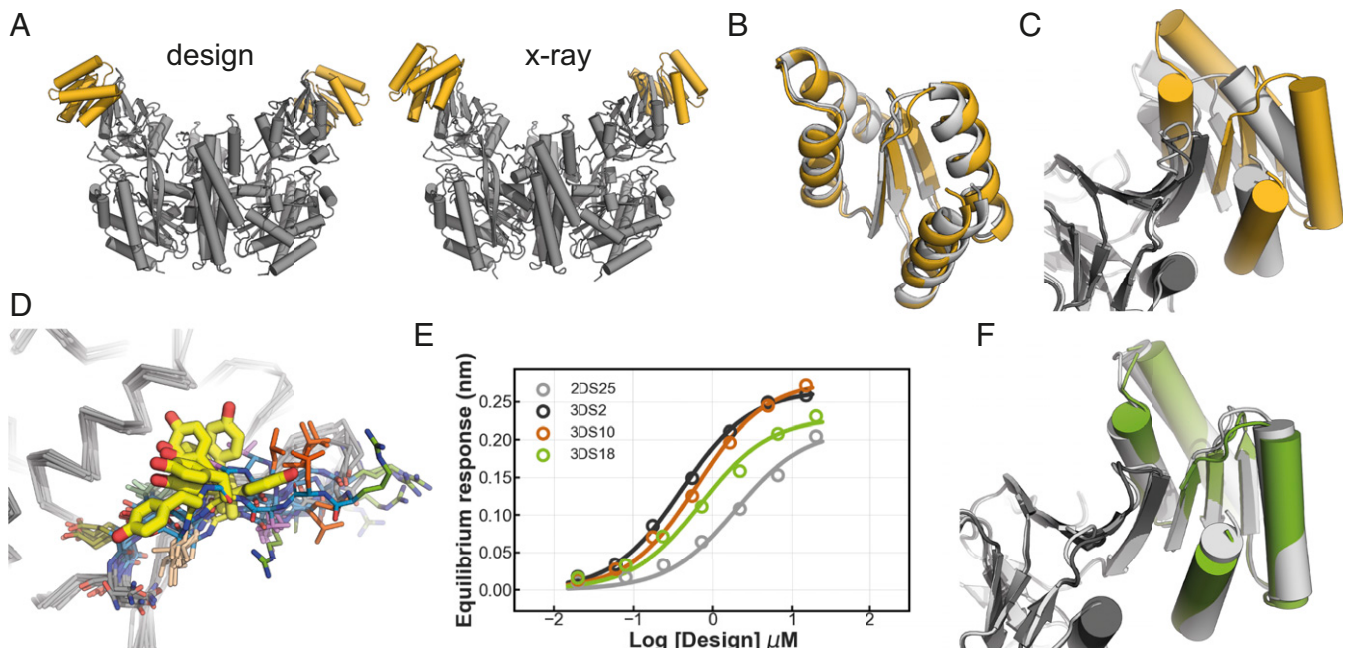 A
design
x-ray
B
C
D
E
Equilibrium response (nm)
0.25
0.20
0.15
0.10
0.05
0.00
2DS25
3DS2
3DS10
3DS18
−2
−1
0
1
2
Log [Design] μM
F